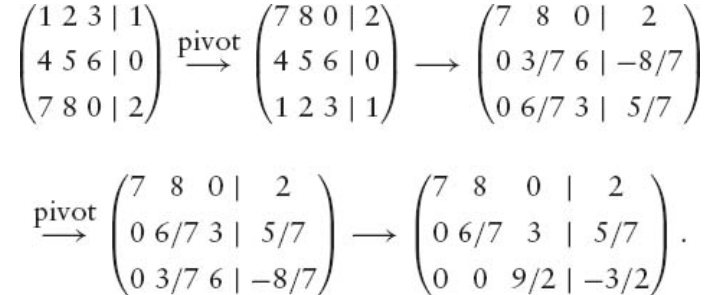 (1 2 3 | 1) pivot (7 8 0 | 2) (7 8 0 | 2)
(4 5 6 | 0) ⟶ (4 5 6 | 0) ⟶ (0 3/7 6 | −8/7)
(7 8 0 | 2) (1 2 3 | 1) (0 6/7 3 | 5/7)
pivot (7 8 0 | 2) (7 8 0 | 2)
⟶ (0 6/7 3 | 5/7) ⟶ (0 6/7 3 | 5/7) .
(0 3/7 6 | −8/7) (0 0 9/2 | −3/2)